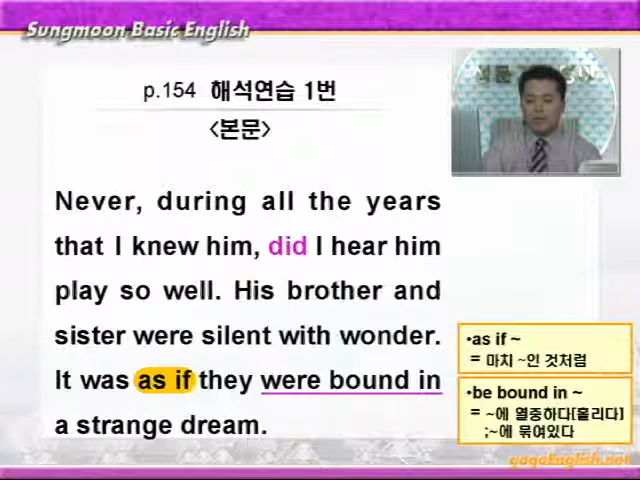 Sungmoon Basic English
p.154 해석연습 1번
<본문>
Never, during all the years
that I knew him, did I hear him
play so well. His brother and
sister were silent with wonder.
It was as if they were bound in
a strange dream.
•as if ~
= 마치 ~인 것처럼
•be bound in ~
= ~에 열중하다[홀리다]
;~에 묶여있다
gogoEnglish.net